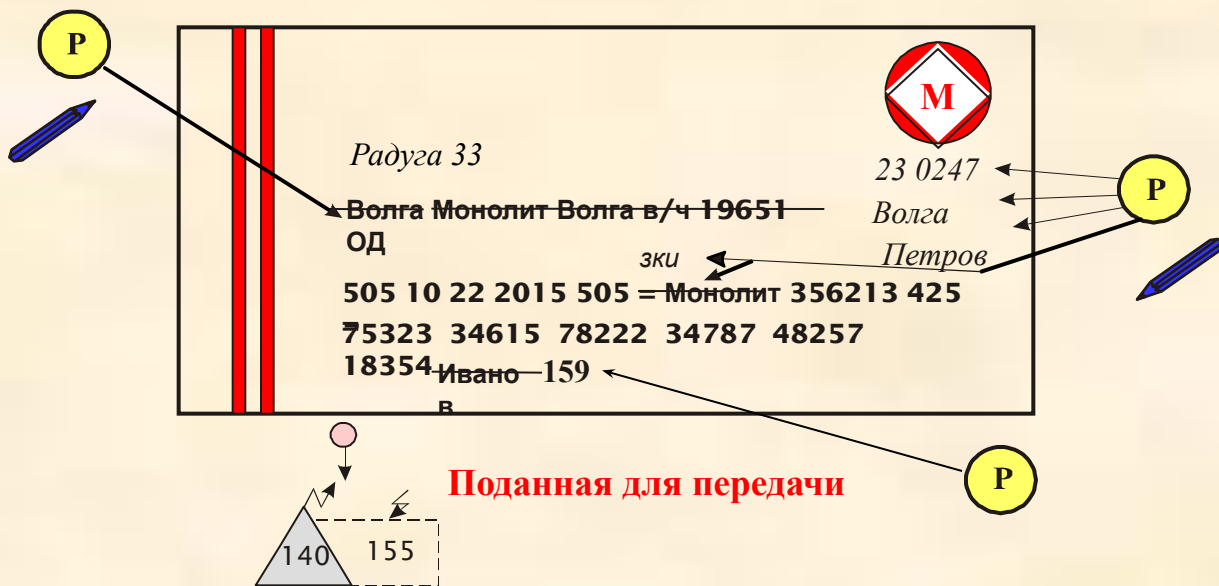 Р
М
Радуга 33
23 0247
Р
Волга Монолит Волга в/ч 19651
Волга
ОД
зки
Петров
505 10 22 2015 505 = Монолит 356213 425
=
75323 34615 78222 34787 48257
18354 Ивано 159
в
Р
Поданная для передачи
140 155